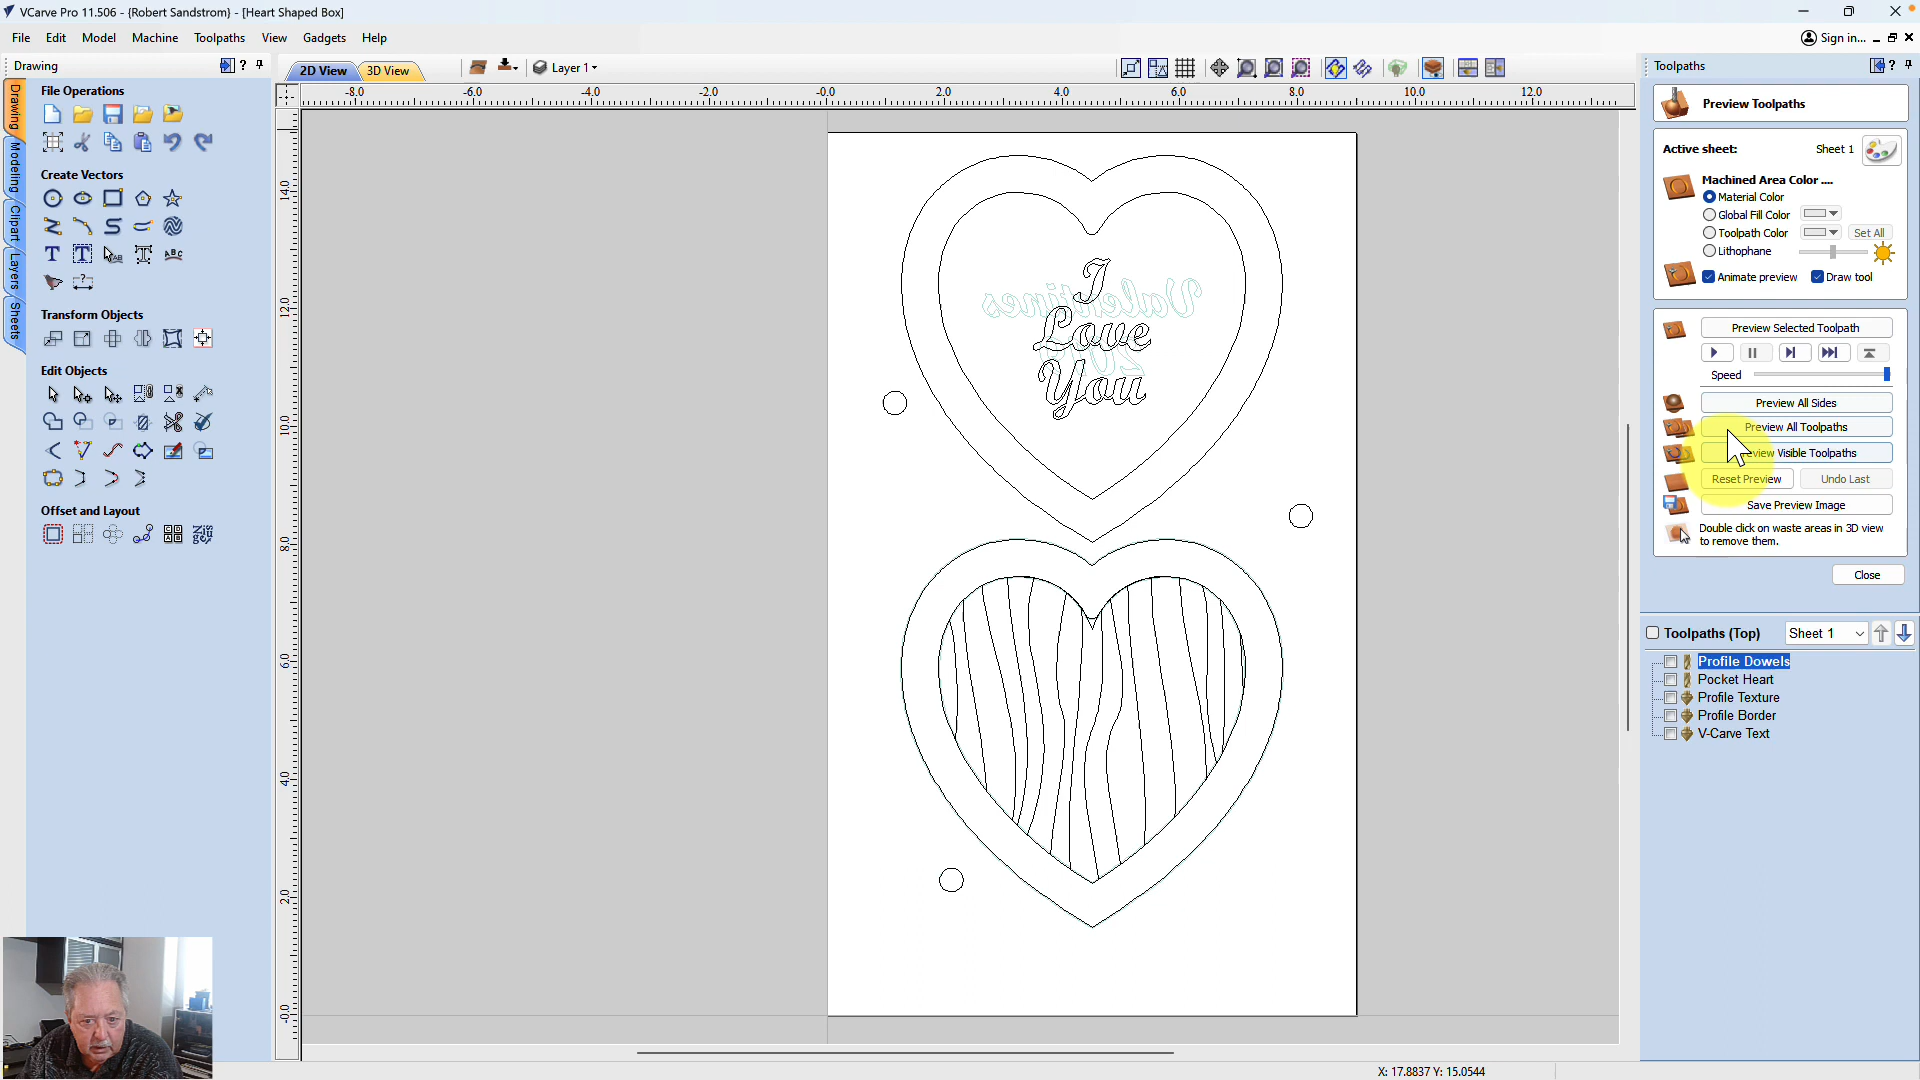 VCarve Pro 11.506 - {Robert Sandstrom} - [Heart Shaped Box]
File Edit Model Machine Toolpaths View Gadgets Help
Sign in...
Drawing
2D View
3D View
Layer 1
Toolpaths
Drawing
Modeling
Clipart
Layers
Sheets
File Operations
Create Vectors
Transform Objects
Edit Objects
Offset and Layout
-8.0 -6.0 -4.0 -2.0 -0.0 2.0 4.0 6.0 8.0 10.0 12.0
14.0
12.0
10.0
8.0
6.0
4.0
2.0
-0.0
Valentines
I
Love
You
Preview Toolpaths
Active sheet: Sheet 1
Machined Area Color ....
Material Color
Global Fill Color
Toolpath Color Set All
Lithophane
Animate preview Draw tool
Preview Selected Toolpath
Speed
Preview All Sides
Preview All Toolpaths
Visible Toolpaths
Reset Preview Undo Last
Save Preview Image
Double click on waste areas in 3D view
to remove them.
Close
Toolpaths (Top) Sheet 1
Profile Dowels
Pocket Heart
Profile Texture
Profile Border
V-Carve Text
X: 17.8837 Y: 15.0544